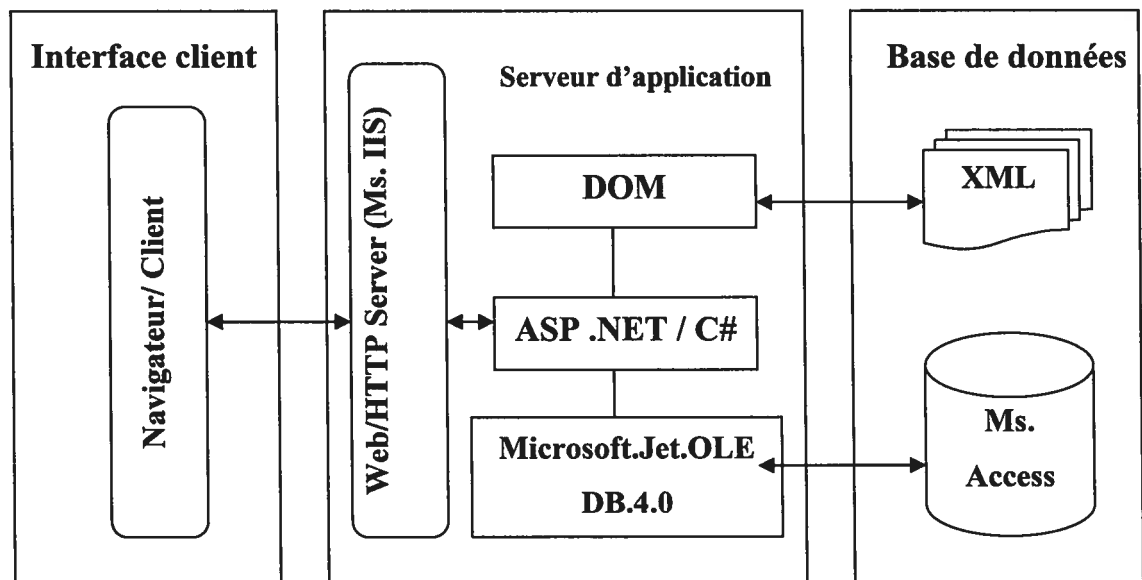 Interface client
Navigateur/ Client
Serveur d’application
Web/HTTP Server (Ms. IIS)
DOM
ASP .NET / C#
Microsoft.Jet.OLE
DB.4.0
Base de données
XML
Ms.
Access